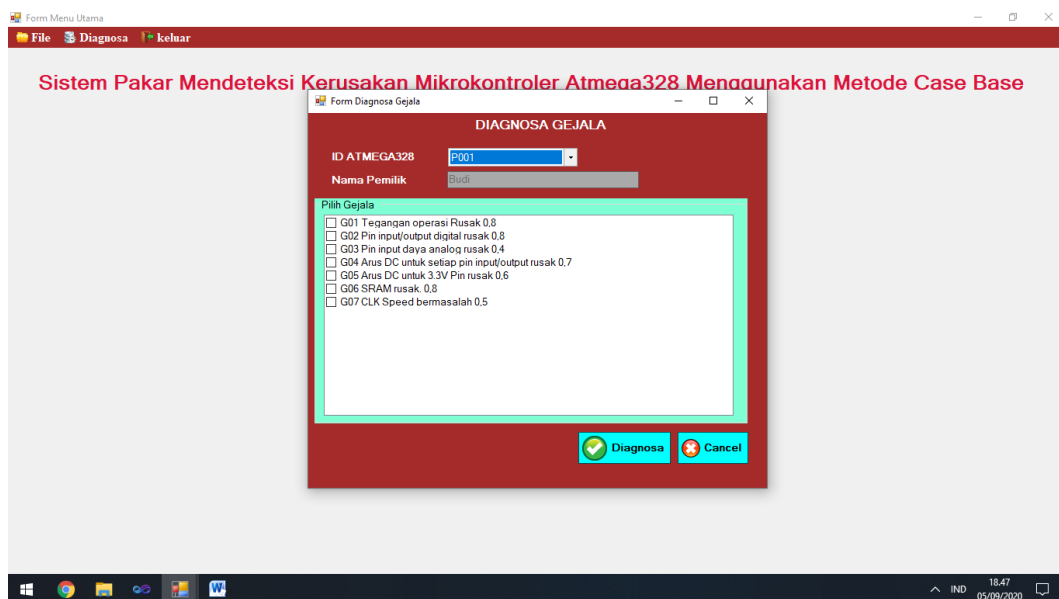 Form Menu Utama
File Diagnosa keluar
Sistem Pakar Mendeteksi Kerusakan Mikrokontroler Atmega328 Menggunakan Metode Case Base
Form Diagnosa Gejala
DIAGNOSA GEJALA
ID ATMEGA328 P001
Nama Pemilik Budi
Pilih Gejala
G01 Tegangan operasi Rusak 0,8
G02 Pin input/output digital rusak 0,8
G03 Pin input daya analog rusak 0,4
G04 Arus DC untuk setiap pin input/output rusak 0,7
G05 Arus DC untuk 3.3V Pin rusak 0,6
G06 SRAM rusak. 0,8
G07 CLK Speed bermasalah 0,5
Diagnosa Cancel
IND 18.47
05/09/2020